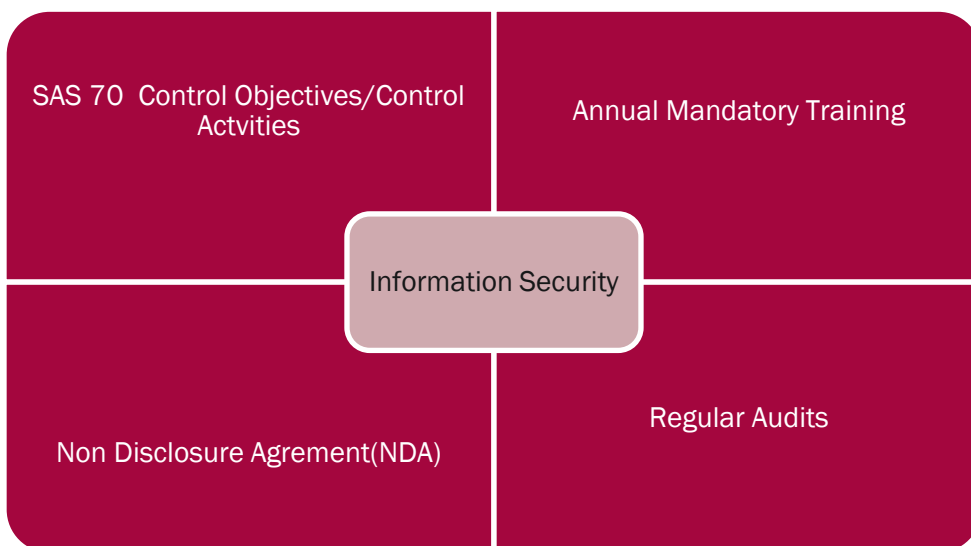 SAS 70  Control Objectives/Control
Actvities
Annual Mandatory Training
Information Security
Non Disclosure Agrement(NDA)
Regular Audits